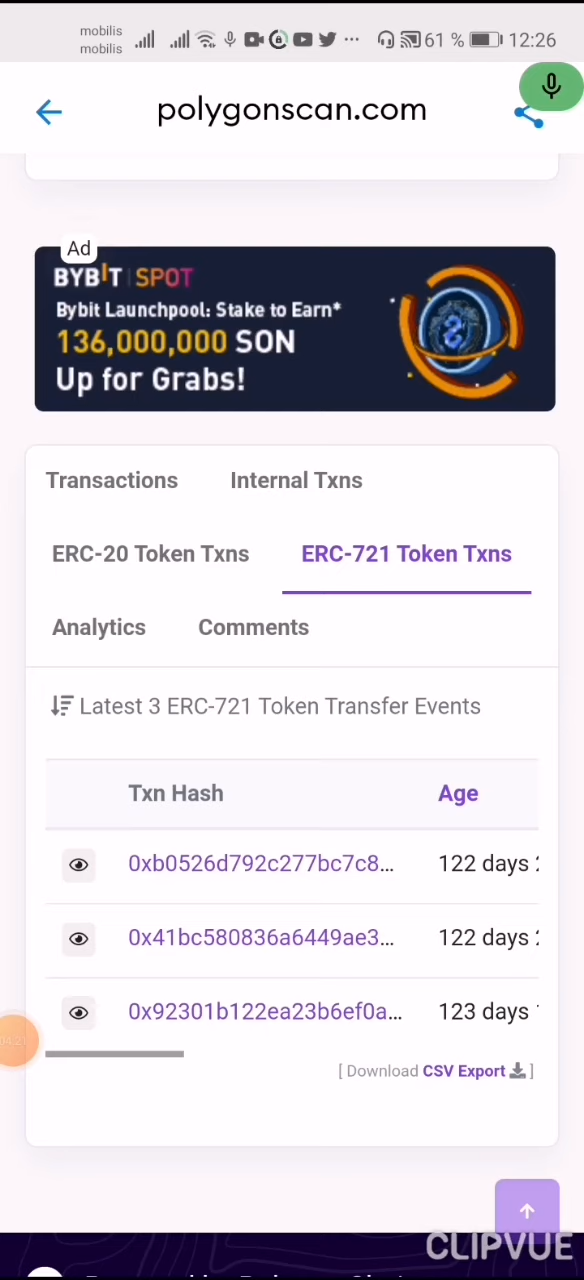 mobilis
mobilis
61 %
12:26
polygonscan.com
Ad
BYBIT | SPOT
Bybit Launchpool: Stake to Earn*
136,000,000 SON
Up for Grabs!
Transactions Internal Txns
ERC-20 Token Txns ERC-721 Token Txns
Analytics Comments
Latest 3 ERC-721 Token Transfer Events
Txn Hash Age
0xb0526d792c277bc7c8... 122 days
0x41bc580836a6449ae3... 122 days
0x92301b122ea23b6ef0a... 123 days
04:21
[ Download CSV Export ]
CLIPVUE